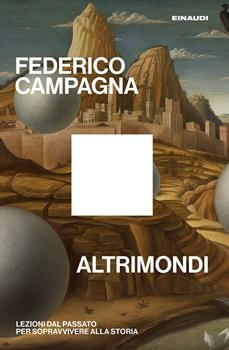 EINAUDI
FEDERICO
CAMPAGNA
ALTRIMONDI
LEZIONI DAL PASSATO
PER SOPRAVVIVERE ALLA STORIA